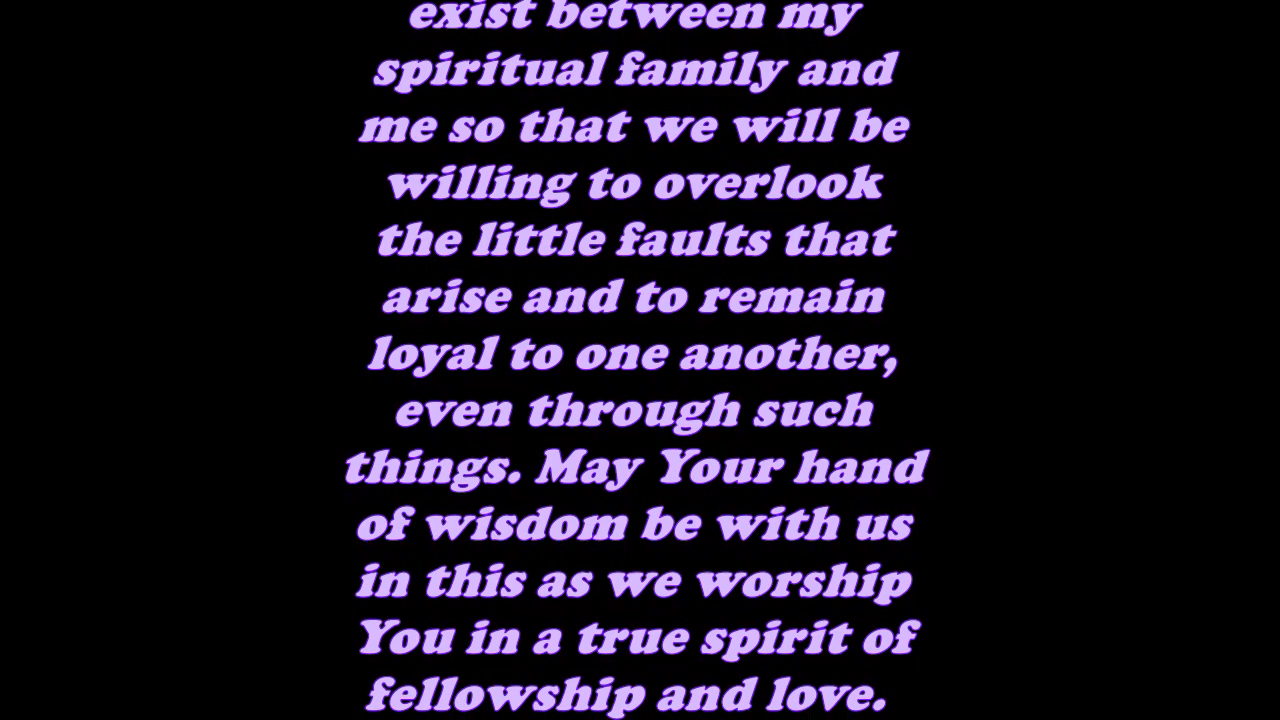 exist between my
spiritual family and
me so that we will be
willing to overlook
the little faults that
arise and to remain
loyal to one another,
even through such
things. May Your hand
of wisdom be with us
in this as we worship
You in a true spirit of
fellowship and love.